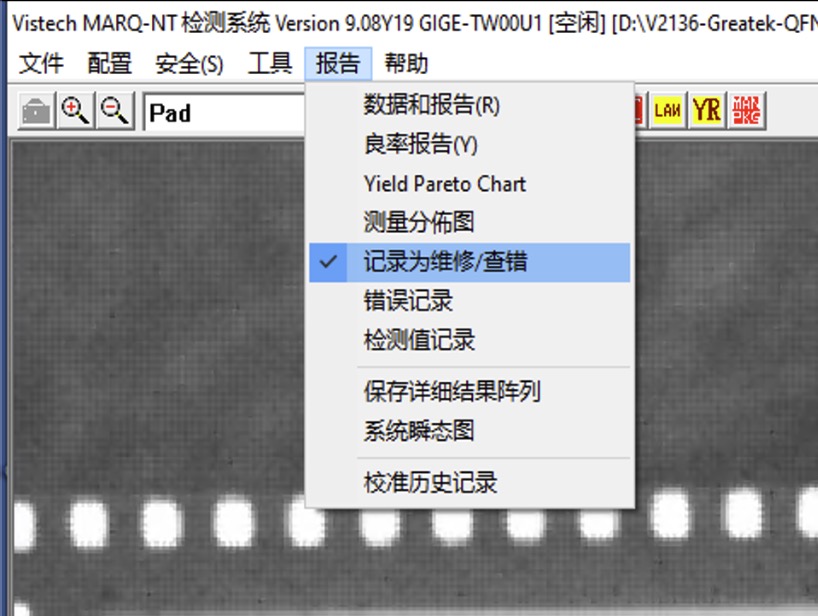 Vistech MARQ-NT 检测系统 Version 9.08Y19 GIGE-TW00U1 [空闲] [D:\V2136-Greatek-QFN
文件 配置 安全(S) 工具 报告 帮助
Pad LAW YR
数据和报告(R)
良率报告(Y)
Yield Pareto Chart
测量分佈图
记录为维修/查错
错误记录
检测值记录
保存详细结果阵列
系统瞬态图
校准历史记录